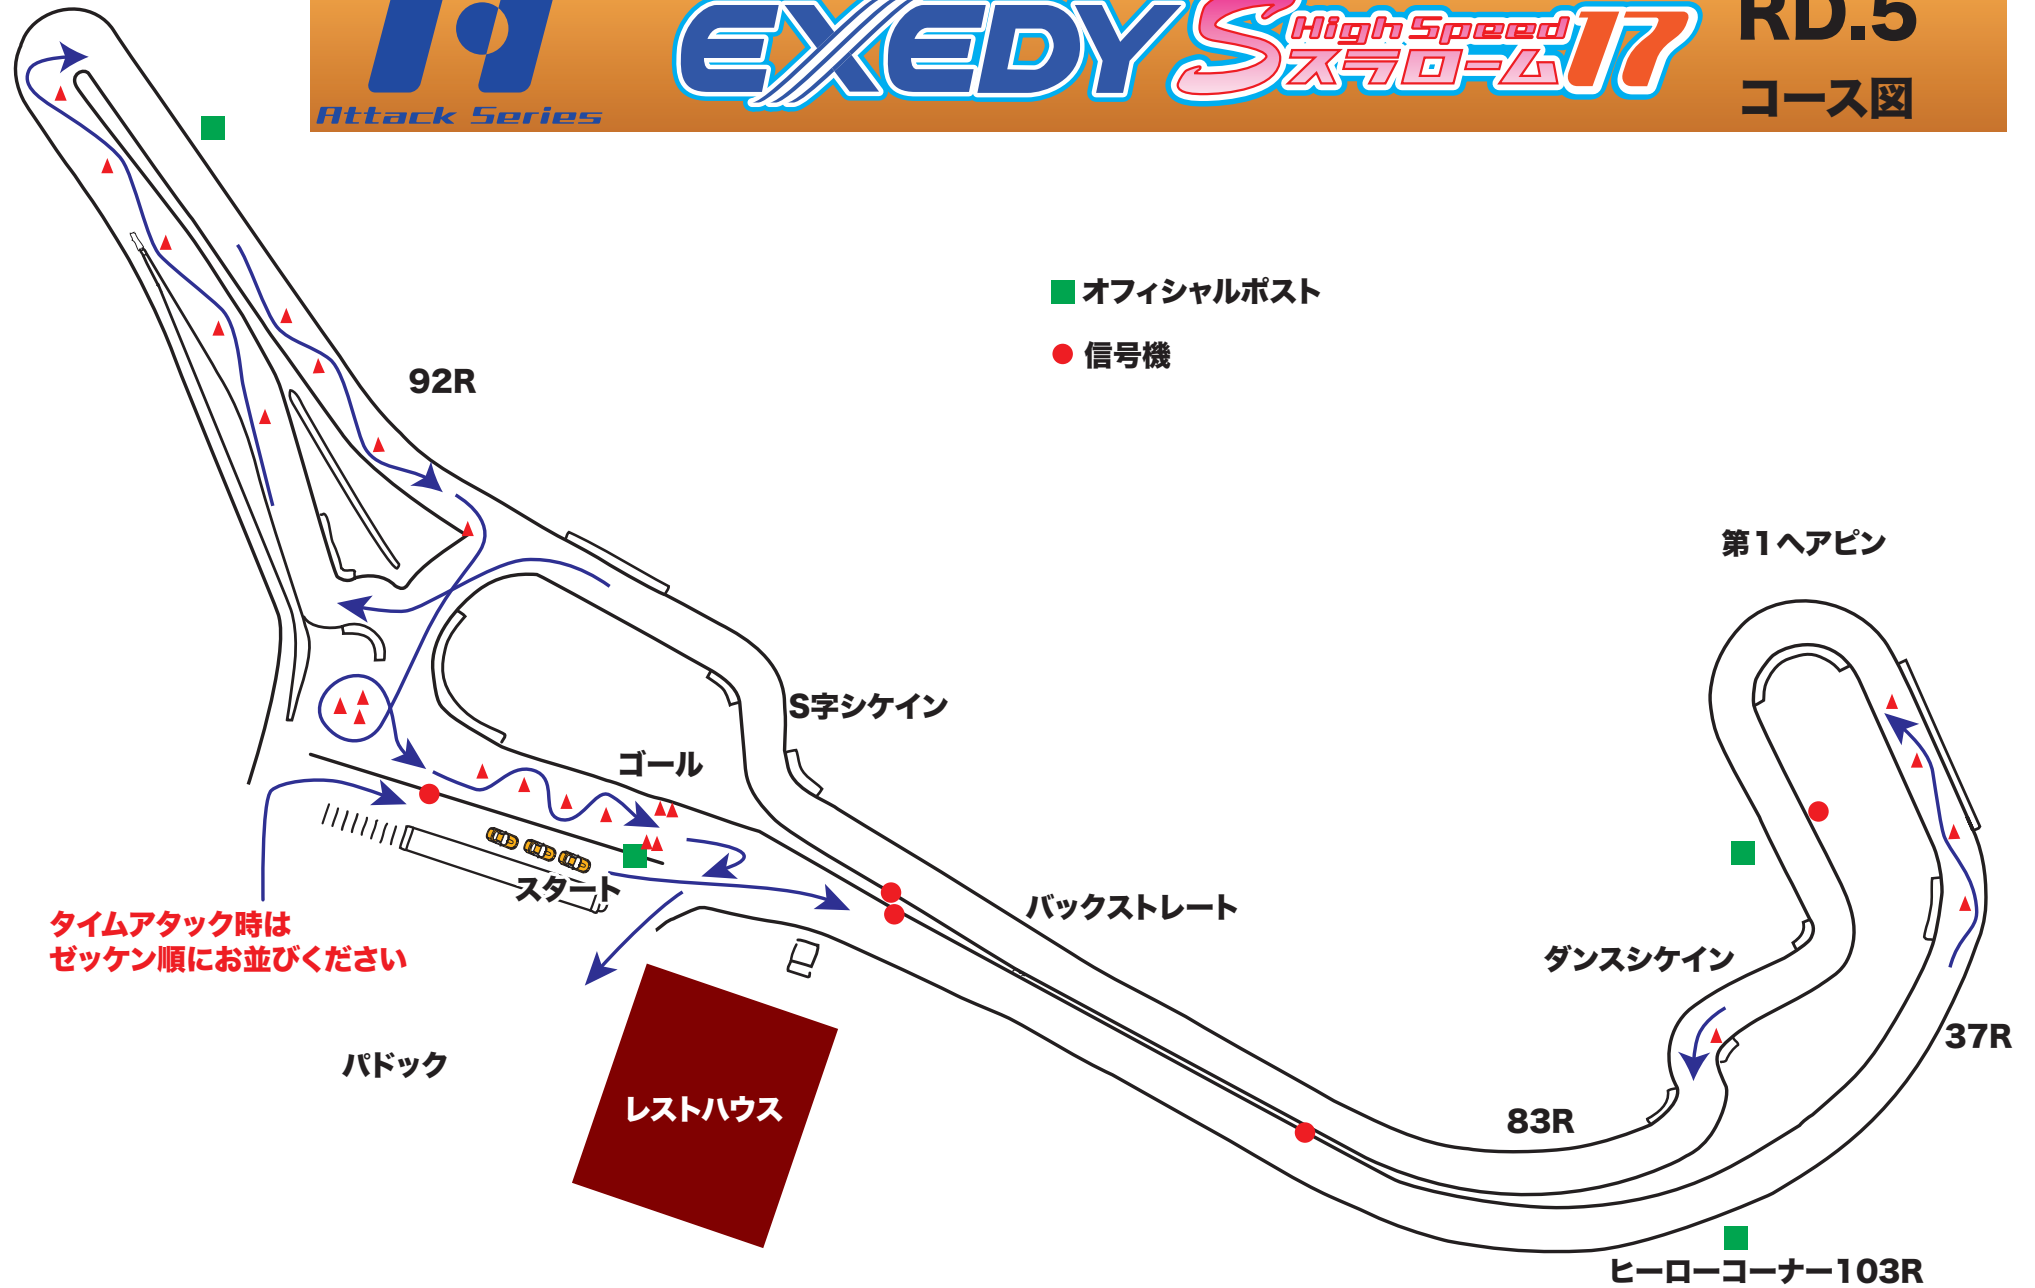 Attack Series
EXEDY
High Speed
スラローム
17
RD.5
コース図
オフィシャルポスト
信号機
92R
第1ヘアピン
S字シケイン
ゴール
スタート
バックストレート
タイムアタック時は
ゼッケン順にお並びください
ダンスシケイン
37R
パドック
レストハウス
83R
ヒーローコーナー103R